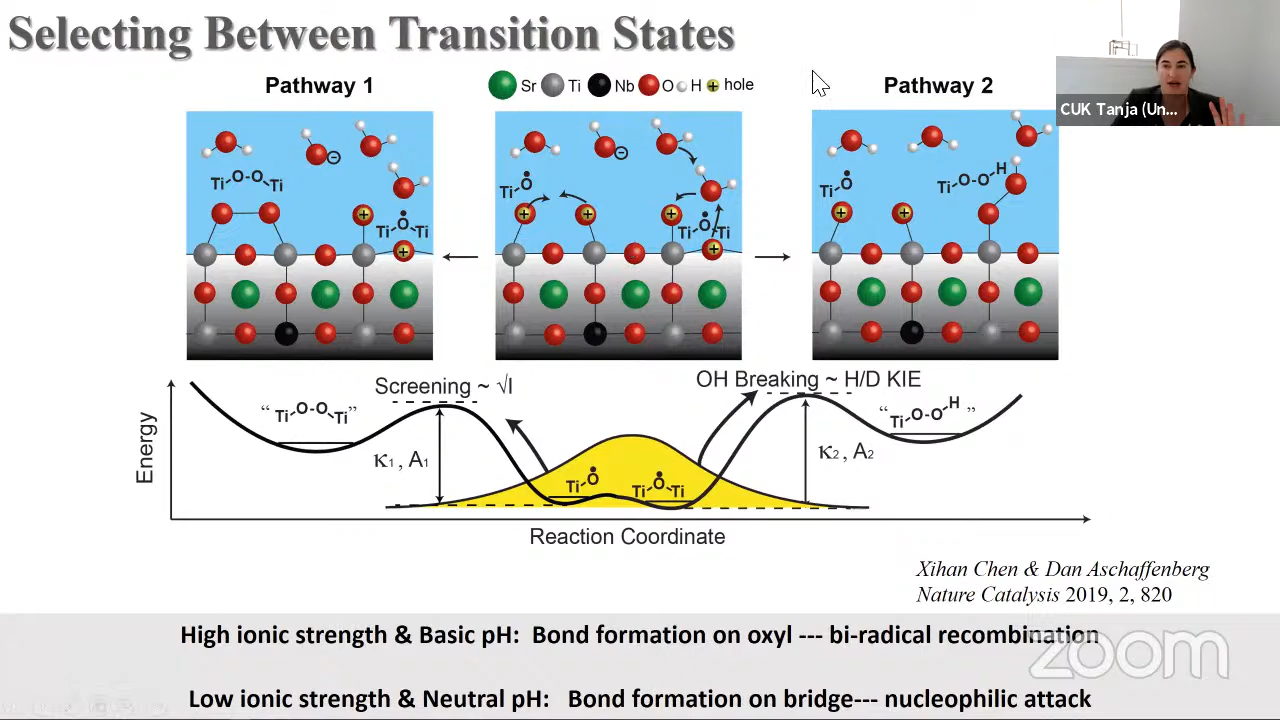 Selecting Between Transition States
Pathway 1
Sr Ti Nb O H hole
Pathway 2
CUK Tanja (Un...
Ti O-O Ti
Ti Ȯ Ti
Ti Ȯ
Ti Ȯ Ti
Ti Ȯ
Ti O-O H
Screening ~ √I
OH Breaking ~ H/D KIE
Energy
“ Ti O-O Ti ”
κ1 , A1
Ti Ȯ
Ti Ȯ Ti
κ2 , A2
“ Ti O-O H ”
Reaction Coordinate
Xihan Chen & Dan Aschaffenberg
Nature Catalysis 2019, 2, 820
High ionic strength & Basic pH: Bond formation on oxyl --- bi-radical recombination
zoom
Low ionic strength & Neutral pH: Bond formation on bridge--- nucleophilic attack